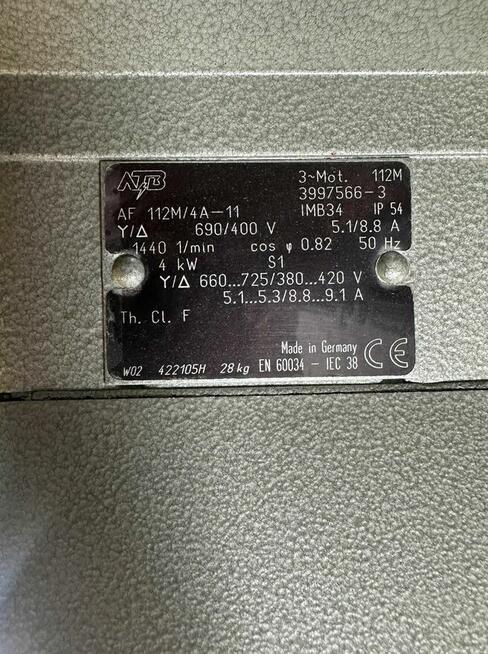 ATB 3~Mot. 112M
3997566-3
AF 112M/4A-11 IMB34 IP 54
Y/Δ 690/400 V 5.1/8.8 A
1440 1/min cos φ 0.82 50 Hz
4 kW S1
Y/Δ 660...725/380...420 V
5.1...5.3/8.8...9.1 A
Th. Cl. F
Made in Germany CE
W02 422105H 28 kg EN 60034 - IEC 38